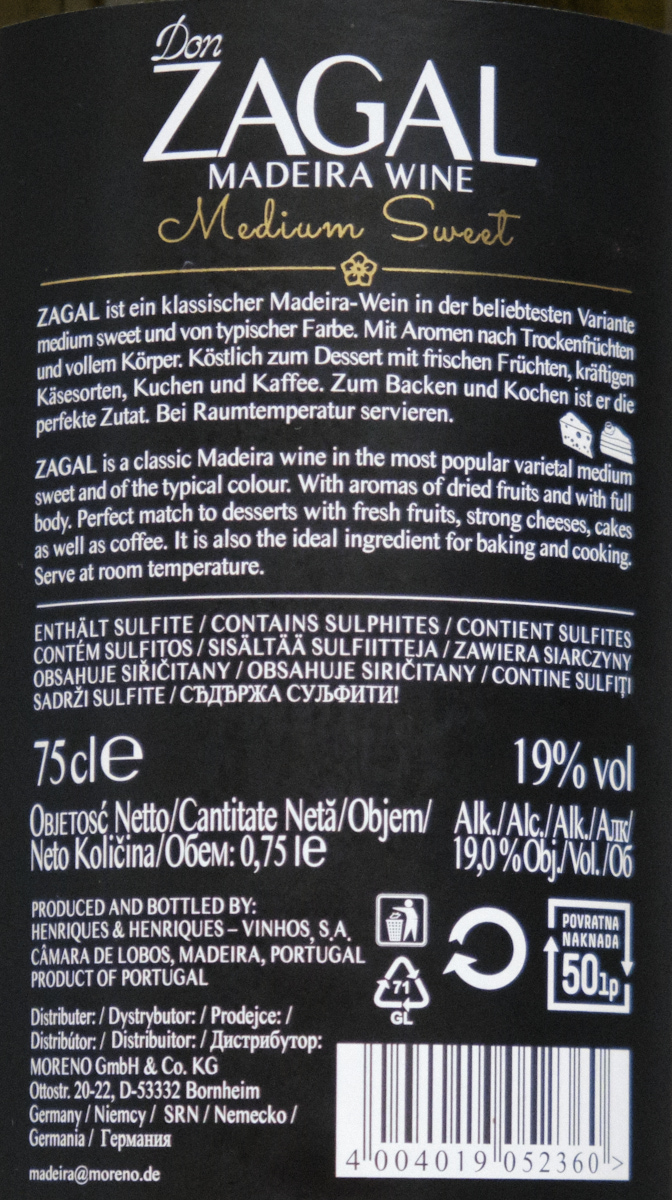 Don
ZAGAL
MADEIRA WINE
Medium Sweet
ZAGAL ist ein klassischer Madeira-Wein in der beliebtesten Variante
medium sweet und von typischer Farbe. Mit Aromen nach Trockenfrüchten
und vollem Körper. Köstlich zum Dessert mit frischen Früchten, kräftigen
Käsesorten, Kuchen und Kaffee. Zum Backen und Kochen ist er die
perfekte Zutat. Bei Raumtemperatur servieren.
ZAGAL is a classic Madeira wine in the most popular varietal medium
sweet and of the typical colour. With aromas of dried fruits and with full
body. Perfect match to desserts with fresh fruits, strong cheeses, cakes
as well as coffee. It is also the ideal ingredient for baking and cooking.
Serve at room temperature.
ENTHÄLT SULFITE / CONTAINS SULPHITES / CONTIENT SULFITES
CONTÉM SULFITOS / SISÄLTÄÄ SULFIITTEJA / ZAWIERA SIARCZYNY
OBSAHUJE SIŘIČITANY / OBSAHUJE SIRIČITANY / CONTINE SULFIȚI
SADRŽI SULFITE / СЪДЪРЖА СУЛФИТИ!
75cl℮
19% vol
OBJETOSĆ Netto/Cantitate Netă/Objem/
Neto Količina/Обем: 0,75 l℮
Alk./Alc./Alk./Алк/
19,0 % Obj./Vol./Об
PRODUCED AND BOTTLED BY:
HENRIQUES & HENRIQUES – VINHOS, S.A.
CÂMARA DE LOBOS, MADEIRA, PORTUGAL
PRODUCT OF PORTUGAL
71
GL
POVRATNA
NAKNADA
50lp
Distributer: / Dystrybutor: / Prodejce: /
Distribútor: / Distribuitor: / Дистрибутор:
MORENO GmbH & Co. KG
Ottostr. 20-22, D-53332 Bornheim
Germany / Niemcy / SRN / Nemecko /
Germania / Германия
madeira@moreno.de
4 004019 052360 >